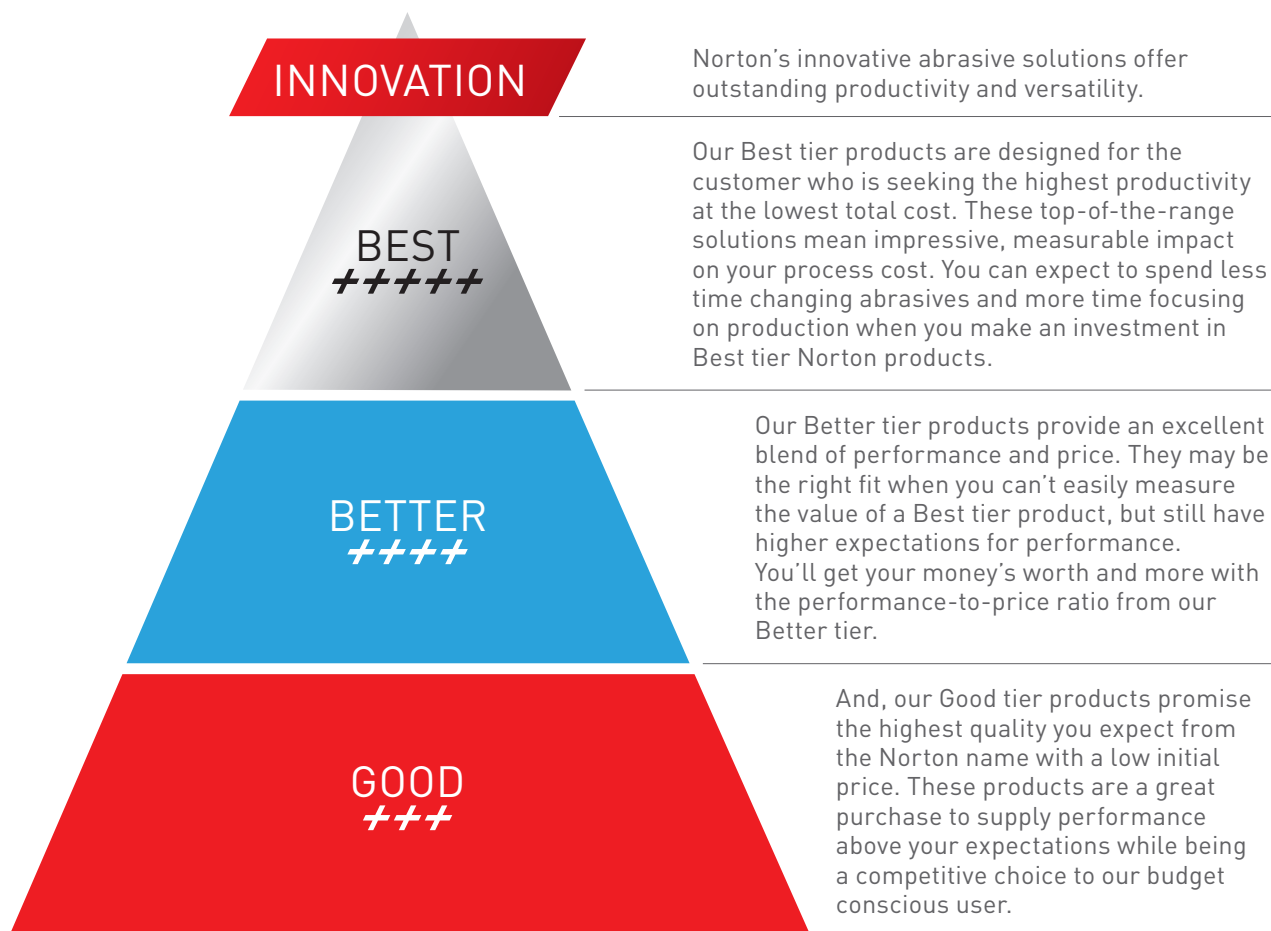 INNOVATION
Norton's innovative abrasive solutions offer
outstanding productivity and versatility.
BEST
+++++
Our Best tier products are designed for the
customer who is seeking the highest productivity
at the lowest total cost. These top-of-the-range
solutions mean impressive, measurable impact
on your process cost. You can expect to spend less
time changing abrasives and more time focusing
on production when you make an investment in
Best tier Norton products.
BETTER
++++
Our Better tier products provide an excellent
blend of performance and price. They may be
the right fit when you can't easily measure
the value of a Best tier product, but still have
higher expectations for performance.
You'll get your money's worth and more with
the performance-to-price ratio from our
Better tier.
GOOD
+++
And, our Good tier products promise
the highest quality you expect from
the Norton name with a low initial
price. These products are a great
purchase to supply performance
above your expectations while being
a competitive choice to our budget
conscious user.